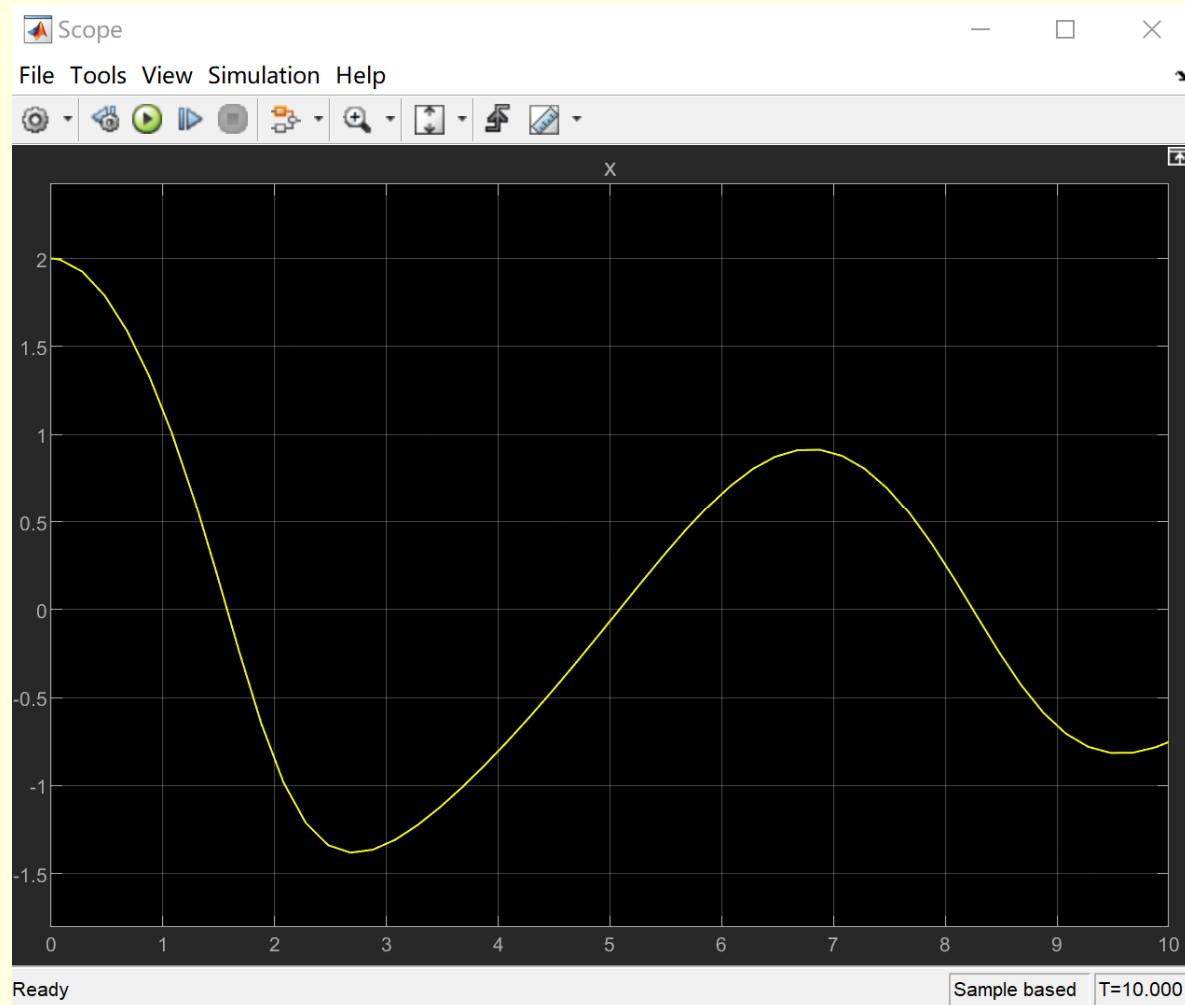 Scope
File Tools View Simulation Help
x
2
1.5
1
0.5
0
-0.5
-1
-1.5
0 1 2 3 4 5 6 7 8 9 10
Ready Sample based T=10.000